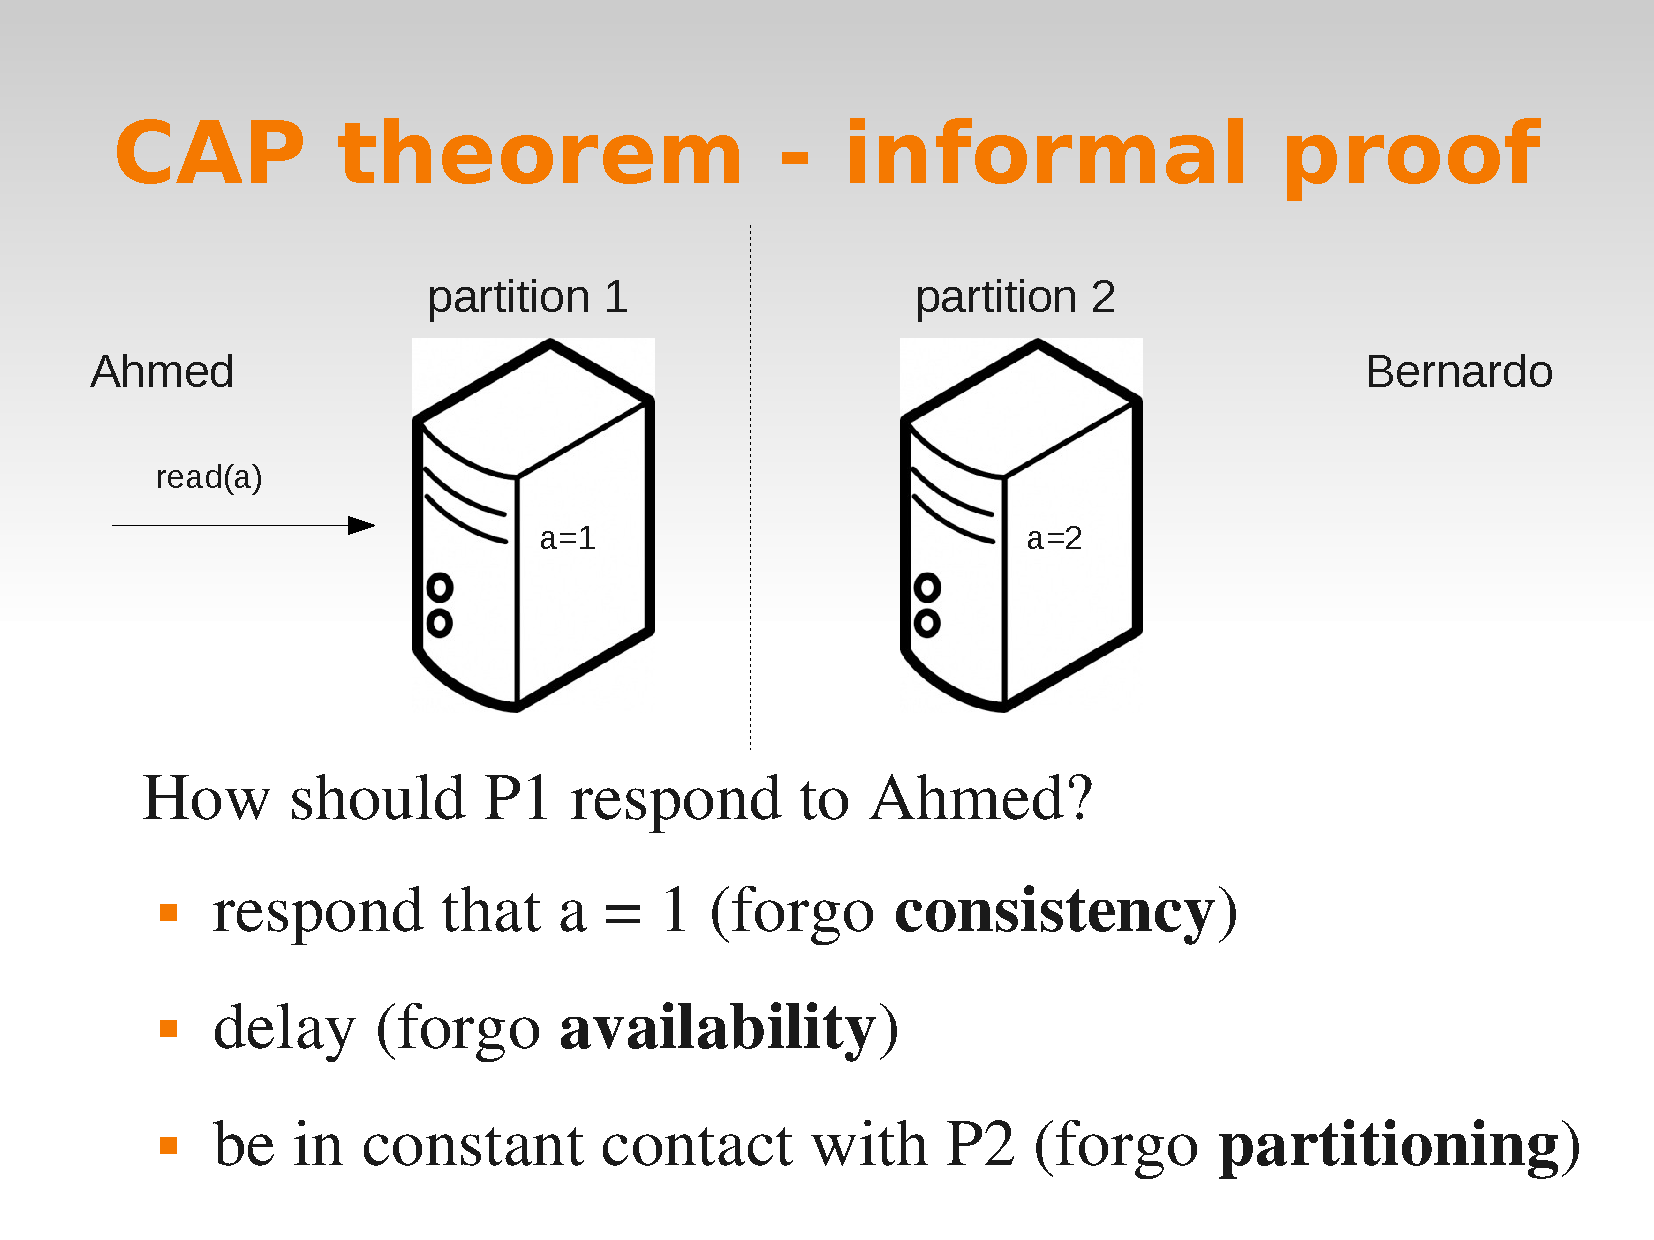 CAP theorem - informal proof
partition 1
partition 2
Ahmed
Bernardo
read(a)
a=1
a=2
How should P1 respond to Ahmed?
respond that a = 1 (forgo consistency)
delay (forgo availability)
be in constant contact with P2 (forgo partitioning)